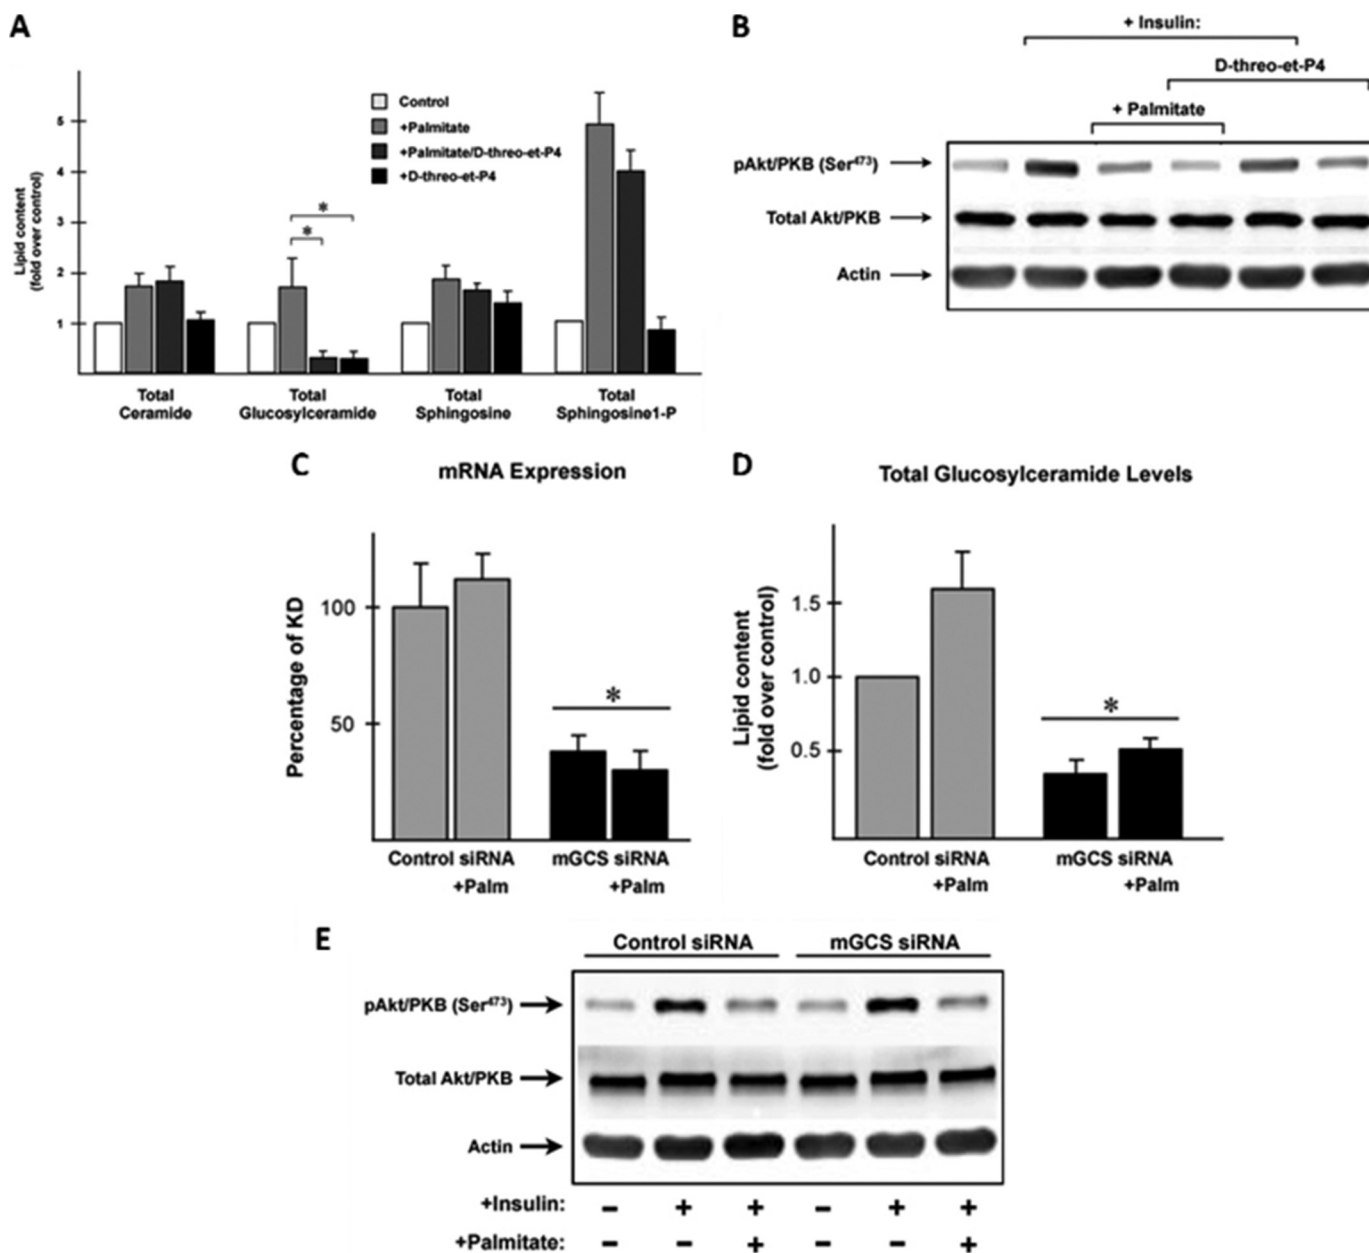 A
5
4
3
2
1
Lipid content
(fold over control)
Control
+Palmitate
+Palmitate/D-threo-et-P4
+D-threo-et-P4
*
*
Total
Ceramide
Total
Glucosylceramide
Total
Sphingosine
Total
Sphingosine1-P
B
+ Insulin:
D-threo-et-P4
+ Palmitate
pAkt/PKB (Ser473)
Total Akt/PKB
Actin
C
mRNA Expression
Percentage of KD
100
50
*
Control siRNA
+Palm
mGCS siRNA
+Palm
D
Total Glucosylceramide Levels
Lipid content
(fold over control)
1.5
1.0
0.5
*
Control siRNA
+Palm
mGCS siRNA
+Palm
E
Control siRNA
mGCS siRNA
pAkt/PKB (Ser473)
Total Akt/PKB
Actin
+Insulin: - + + - + +
+Palmitate: - - + - - +